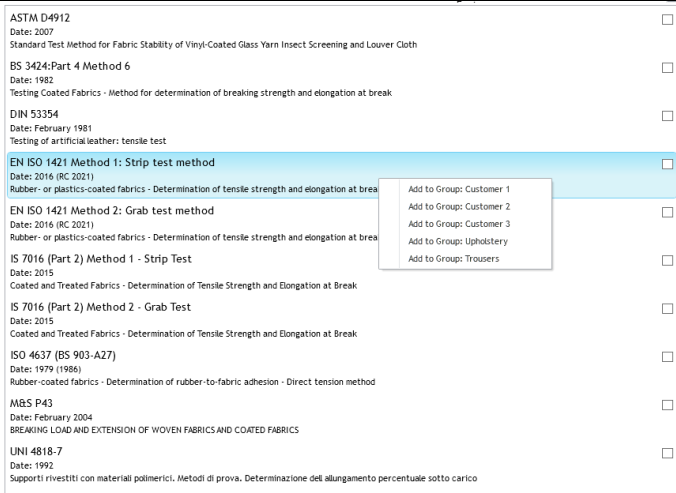 ASTM D4912
Date: 2007
Standard Test Method for Fabric Stability of Vinyl-Coated Glass Yarn Insect Screening and Louver Cloth
BS 3424:Part 4 Method 6
Date: 1982
Testing Coated Fabrics - Method for determination of breaking strength and elongation at break
DIN 53354
Date: February 1981
Testing of artificial leather: tensile test
EN ISO 1421 Method 1: Strip test method
Date: 2016 (RC 2021)
Rubber- or plastics-coated fabrics - Determination of tensile strength and elongation at brea
Add to Group: Customer 1
Add to Group: Customer 2
Add to Group: Customer 3
Add to Group: Upholstery
Add to Group: Trousers
EN ISO 1421 Method 2: Grab test method
Date: 2016 (RC 2021)
Rubber- or plastics-coated fabrics - Determination of tensile strength and elongation at brea
IS 7016 (Part 2) Method 1 - Strip Test
Date: 2015
Coated and Treated Fabrics - Determination of Tensile Strength and Elongation at Break
IS 7016 (Part 2) Method 2 - Grab Test
Date: 2015
Coated and Treated Fabrics - Determination of Tensile Strength and Elongation at Break
ISO 4637 (BS 903-A27)
Date: 1979 (1986)
Rubber-coated fabrics - Determination of rubber-to-fabric adhesion - Direct tension method
M&S P43
Date: February 2004
BREAKING LOAD AND EXTENSION OF WOVEN FABRICS AND COATED FABRICS
UNI 4818-7
Date: 1992
Supporti rivestiti con materiali polimerici. Metodi di prova. Determinazione dell allungamento percentuale sotto carico